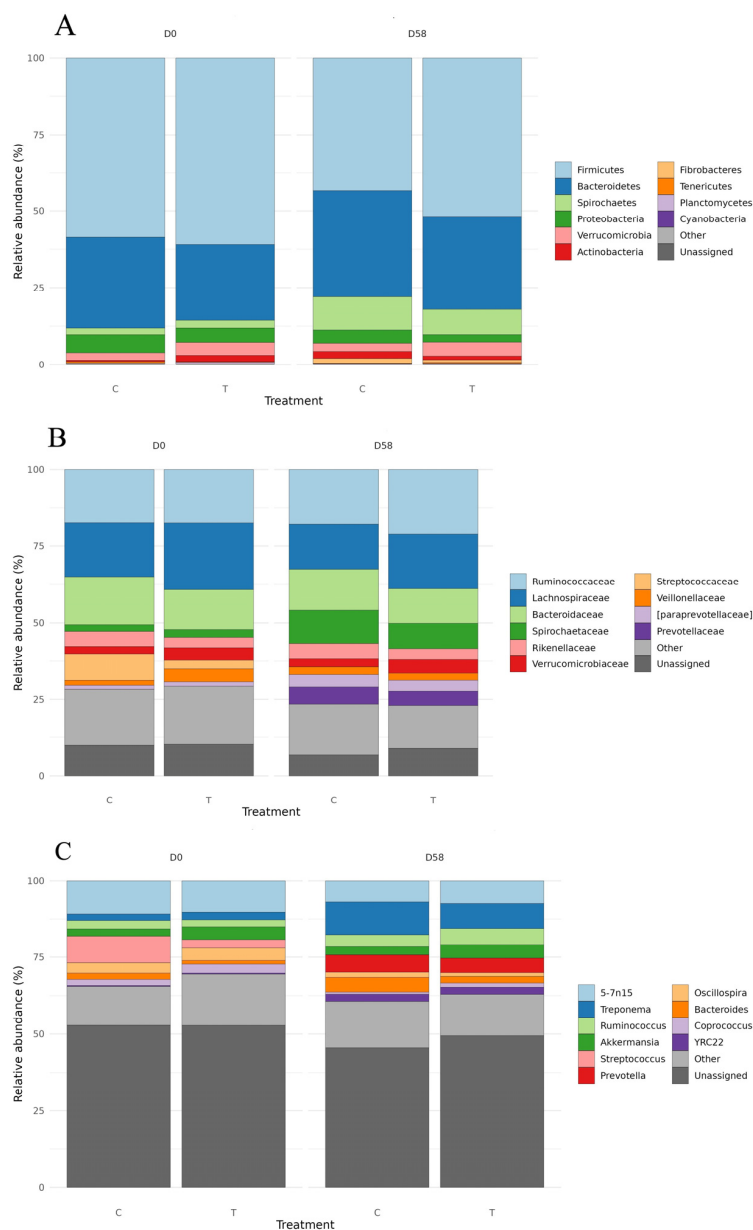 A
D0 D58
100
75
50
25
0
Relative abundance (%)
C T C T
Treatment
Firmicutes Fibrobacteres
Bacteroidetes Tenericutes
Spirochaetes Planctomycetes
Proteobacteria Cyanobacteria
Verrucomicrobia Other
Actinobacteria Unassigned
B
D0 D58
100
75
50
25
0
Relative abundance (%)
C T C T
Treatment
Ruminococcaceae Streptococcaceae
Lachnospiraceae Veillonellaceae
Bacteroidaceae [paraprevotellaceae]
Spirochaetaceae Prevotellaceae
Rikenellaceae Other
Verrucomicrobiaceae Unassigned
C
D0 D58
100
75
50
25
0
Relative abundance (%)
C T C T
Treatment
5-7n15 Oscillospira
Treponema Bacteroides
Ruminococcus Coprococcus
Akkermansia YRC22
Streptococcus Other
Prevotella Unassigned